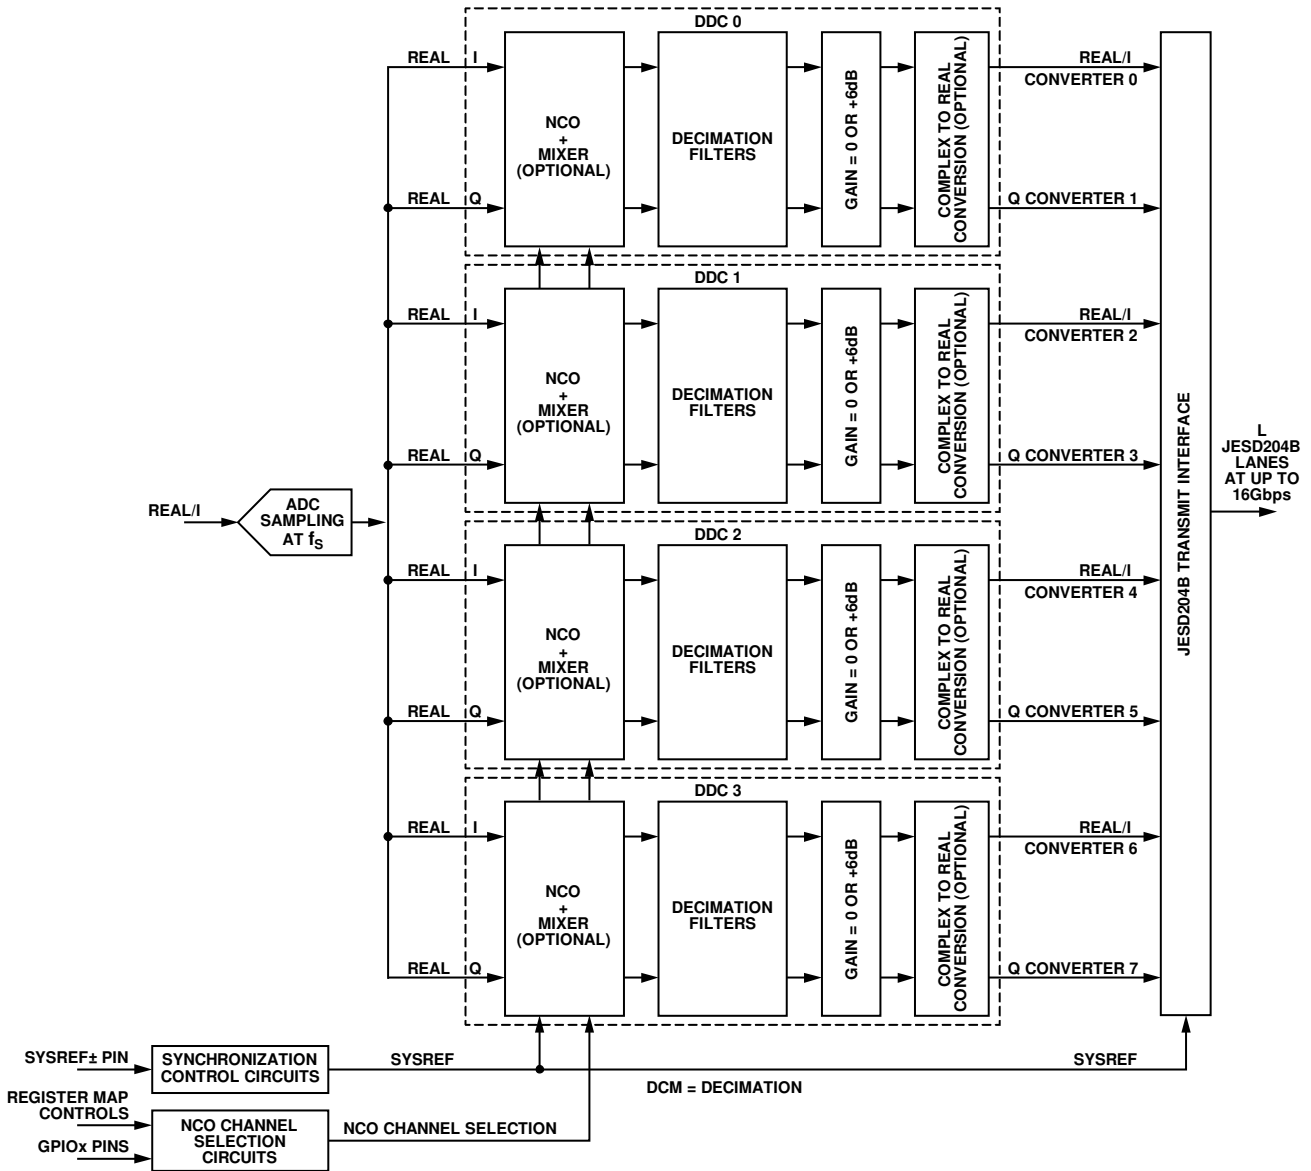 DDC 0
REAL I
NCO
+
MIXER
(OPTIONAL)
DECIMATION
FILTERS
GAIN = 0 OR +6dB
COMPLEX TO REAL
CONVERSION (OPTIONAL)
REAL/I
CONVERTER 0
REAL Q
Q CONVERTER 1
DDC 1
REAL I
NCO
+
MIXER
(OPTIONAL)
DECIMATION
FILTERS
GAIN = 0 OR +6dB
COMPLEX TO REAL
CONVERSION (OPTIONAL)
REAL/I
CONVERTER 2
REAL Q
Q CONVERTER 3
REAL/I
ADC
SAMPLING
AT fS
DDC 2
REAL I
NCO
+
MIXER
(OPTIONAL)
DECIMATION
FILTERS
GAIN = 0 OR +6dB
COMPLEX TO REAL
CONVERSION (OPTIONAL)
REAL/I
CONVERTER 4
REAL Q
Q CONVERTER 5
DDC 3
REAL I
NCO
+
MIXER
(OPTIONAL)
DECIMATION
FILTERS
GAIN = 0 OR +6dB
COMPLEX TO REAL
CONVERSION (OPTIONAL)
REAL/I
CONVERTER 6
REAL Q
Q CONVERTER 7
JESD204B TRANSMIT INTERFACE
L
JESD204B
LANES
AT UP TO
16Gbps
SYSREF± PIN
SYNCHRONIZATION
CONTROL CIRCUITS
SYSREF
SYSREF
DCM = DECIMATION
REGISTER MAP
CONTROLS
GPIOx PINS
NCO CHANNEL
SELECTION
CIRCUITS
NCO CHANNEL SELECTION